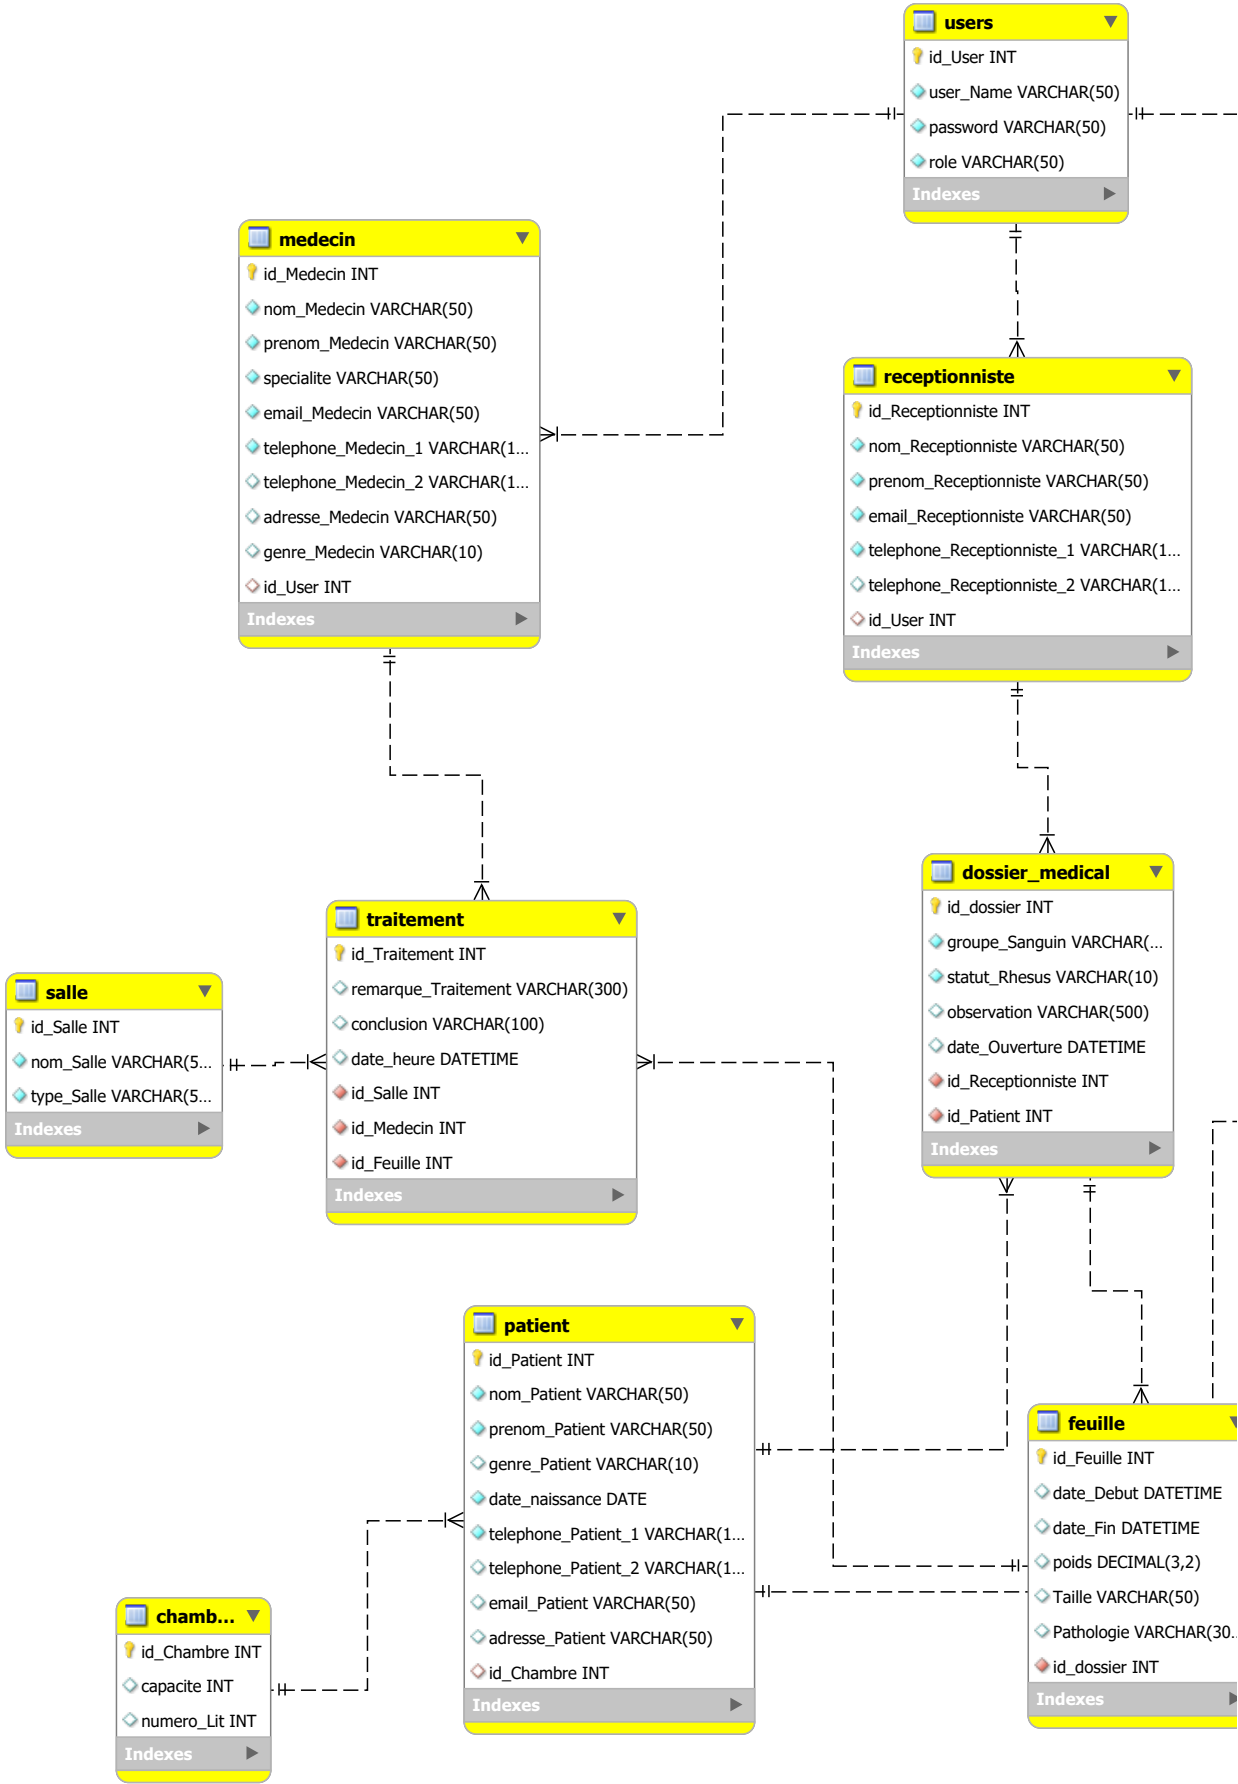 users
id_User INT
user_Name VARCHAR(50)
password VARCHAR(50)
role VARCHAR(50)
Indexes
medecin
id_Medecin INT
nom_Medecin VARCHAR(50)
prenom_Medecin VARCHAR(50)
specialite VARCHAR(50)
email_Medecin VARCHAR(50)
telephone_Medecin_1 VARCHAR(1...
telephone_Medecin_2 VARCHAR(1...
adresse_Medecin VARCHAR(50)
genre_Medecin VARCHAR(10)
id_User INT
Indexes
receptionniste
id_Receptionniste INT
nom_Receptionniste VARCHAR(50)
prenom_Receptionniste VARCHAR(50)
email_Receptionniste VARCHAR(50)
telephone_Receptionniste_1 VARCHAR(1...
telephone_Receptionniste_2 VARCHAR(1...
id_User INT
Indexes
dossier_medical
id_dossier INT
groupe_Sanguin VARCHAR(...
statut_Rhesus VARCHAR(10)
observation VARCHAR(500)
date_Ouverture DATETIME
id_Receptionniste INT
id_Patient INT
Indexes
traitement
id_Traitement INT
remarque_Traitement VARCHAR(300)
conclusion VARCHAR(100)
date_heure DATETIME
id_Salle INT
id_Medecin INT
id_Feuille INT
Indexes
salle
id_Salle INT
nom_Salle VARCHAR(5...
type_Salle VARCHAR(5...
Indexes
patient
id_Patient INT
nom_Patient VARCHAR(50)
prenom_Patient VARCHAR(50)
genre_Patient VARCHAR(10)
date_naissance DATE
telephone_Patient_1 VARCHAR(1...
telephone_Patient_2 VARCHAR(1...
email_Patient VARCHAR(50)
adresse_Patient VARCHAR(50)
id_Chambre INT
Indexes
feuille
id_Feuille INT
date_Debut DATETIME
date_Fin DATETIME
poids DECIMAL(3,2)
Taille VARCHAR(50)
Pathologie VARCHAR(30..
id_dossier INT
Indexes
chamb...
id_Chambre INT
capacite INT
numero_Lit INT
Indexes